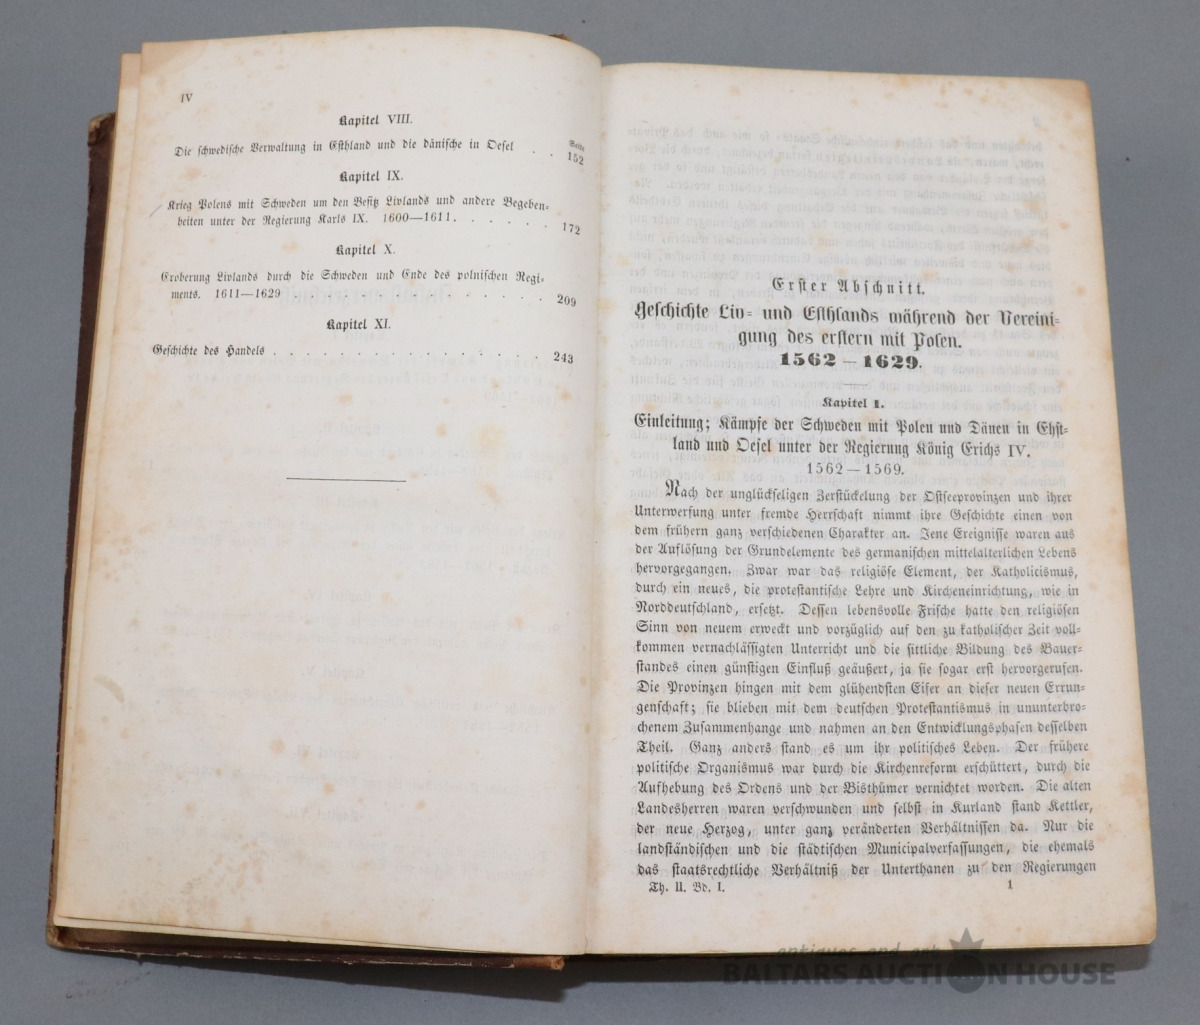 IV
Kapitel VIII.
Seite
Die schwedische Verwaltung in Esthland und die dänische in Oesel . . 152
Kapitel IX.
Krieg Polens mit Schweden um den Besitz Livlands und andere Begeben-
heiten unter der Regierung Karls IX. 1600—1611. . . . . . 172
Kapitel X.
Eroberung Livlands durch die Schweden und Ende des polnischen Regi-
ments. 1611—1629 . . . . . . . . . . . . . 209
Kapitel XI.
Geschichte des Handels . . . . . . . . . . . . . . 243
Erster Abschnitt.
Geschichte Liv- und Esthlands während der Vereini-
gung des erstern mit Polen.
1562 — 1629.
Kapitel I.
Einleitung; Kämpfe der Schweden mit Polen und Dänen in Ehst-
land und Oesel unter der Regierung König Erichs IV.
1562 — 1569.
Nach der unglückseligen Zerstückelung der Ostseeprovinzen und ihrer
Unterwerfung unter fremde Herrschaft nimmt ihre Geschichte einen von
dem frühern ganz verschiedenen Charakter an. Jene Ereignisse waren aus
der Auflösung der Grundelemente des germanischen mittelalterlichen Lebens
hervorgegangen. Zwar war das religiöse Element, der Katholicismus,
durch ein neues, die protestantische Lehre und Kircheneinrichtung, wie in
Norddeutschland, ersetzt. Dessen lebensvolle Frische hatte den religiösen
Sinn von neuem erweckt und vorzüglich auf den zu katholischer Zeit voll-
kommen vernachlässigten Unterricht und die sittliche Bildung des Bauer-
standes einen günstigen Einfluß geäußert, ja sie sogar erst hervorgerufen.
Die Provinzen hingen mit dem glühendsten Eifer an dieser neuen Errun-
genschaft; sie blieben mit dem deutschen Protestantismus in ununterbro-
chenem Zusammenhange und nahmen an den Entwicklungsphasen desselben
Theil. Ganz anders stand es um ihr politisches Leben. Der frühere
politische Organismus war durch die Kirchenreform erschüttert, durch die
Aufhebung des Ordens und der Bisthümer vernichtet worden. Die alten
Landesherren waren verschwunden und selbst in Kurland stand Kettler,
der neue Herzog, unter ganz veränderten Verhältnissen da. Nur die
landständischen und die städtischen Municipalverfassungen, die ehemals
das staatsrechtliche Verhältniß der Unterthanen zu den Regierungen
Th. II. Bd. I. 1
antiques and art
BALTARS AUCTION HOUSE